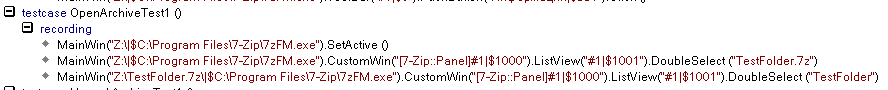 testcase OpenArchiveTest1 ()
recording
MainWin("Z:\|$C:\Program Files\7-Zip\7zFM.exe").SetActive ()
MainWin("Z:\|$C:\Program Files\7-Zip\7zFM.exe").CustomWin("[7-Zip::Panel]#1|$1000").ListView("#1|$1001").DoubleSelect ("TestFolder.7z")
MainWin("Z:\TestFolder.7z\|$C:\Program Files\7-Zip\7zFM.exe").CustomWin("[7-Zip::Panel]#1|$1000").ListView("#1|$1001").DoubleSelect ("TestFolder")